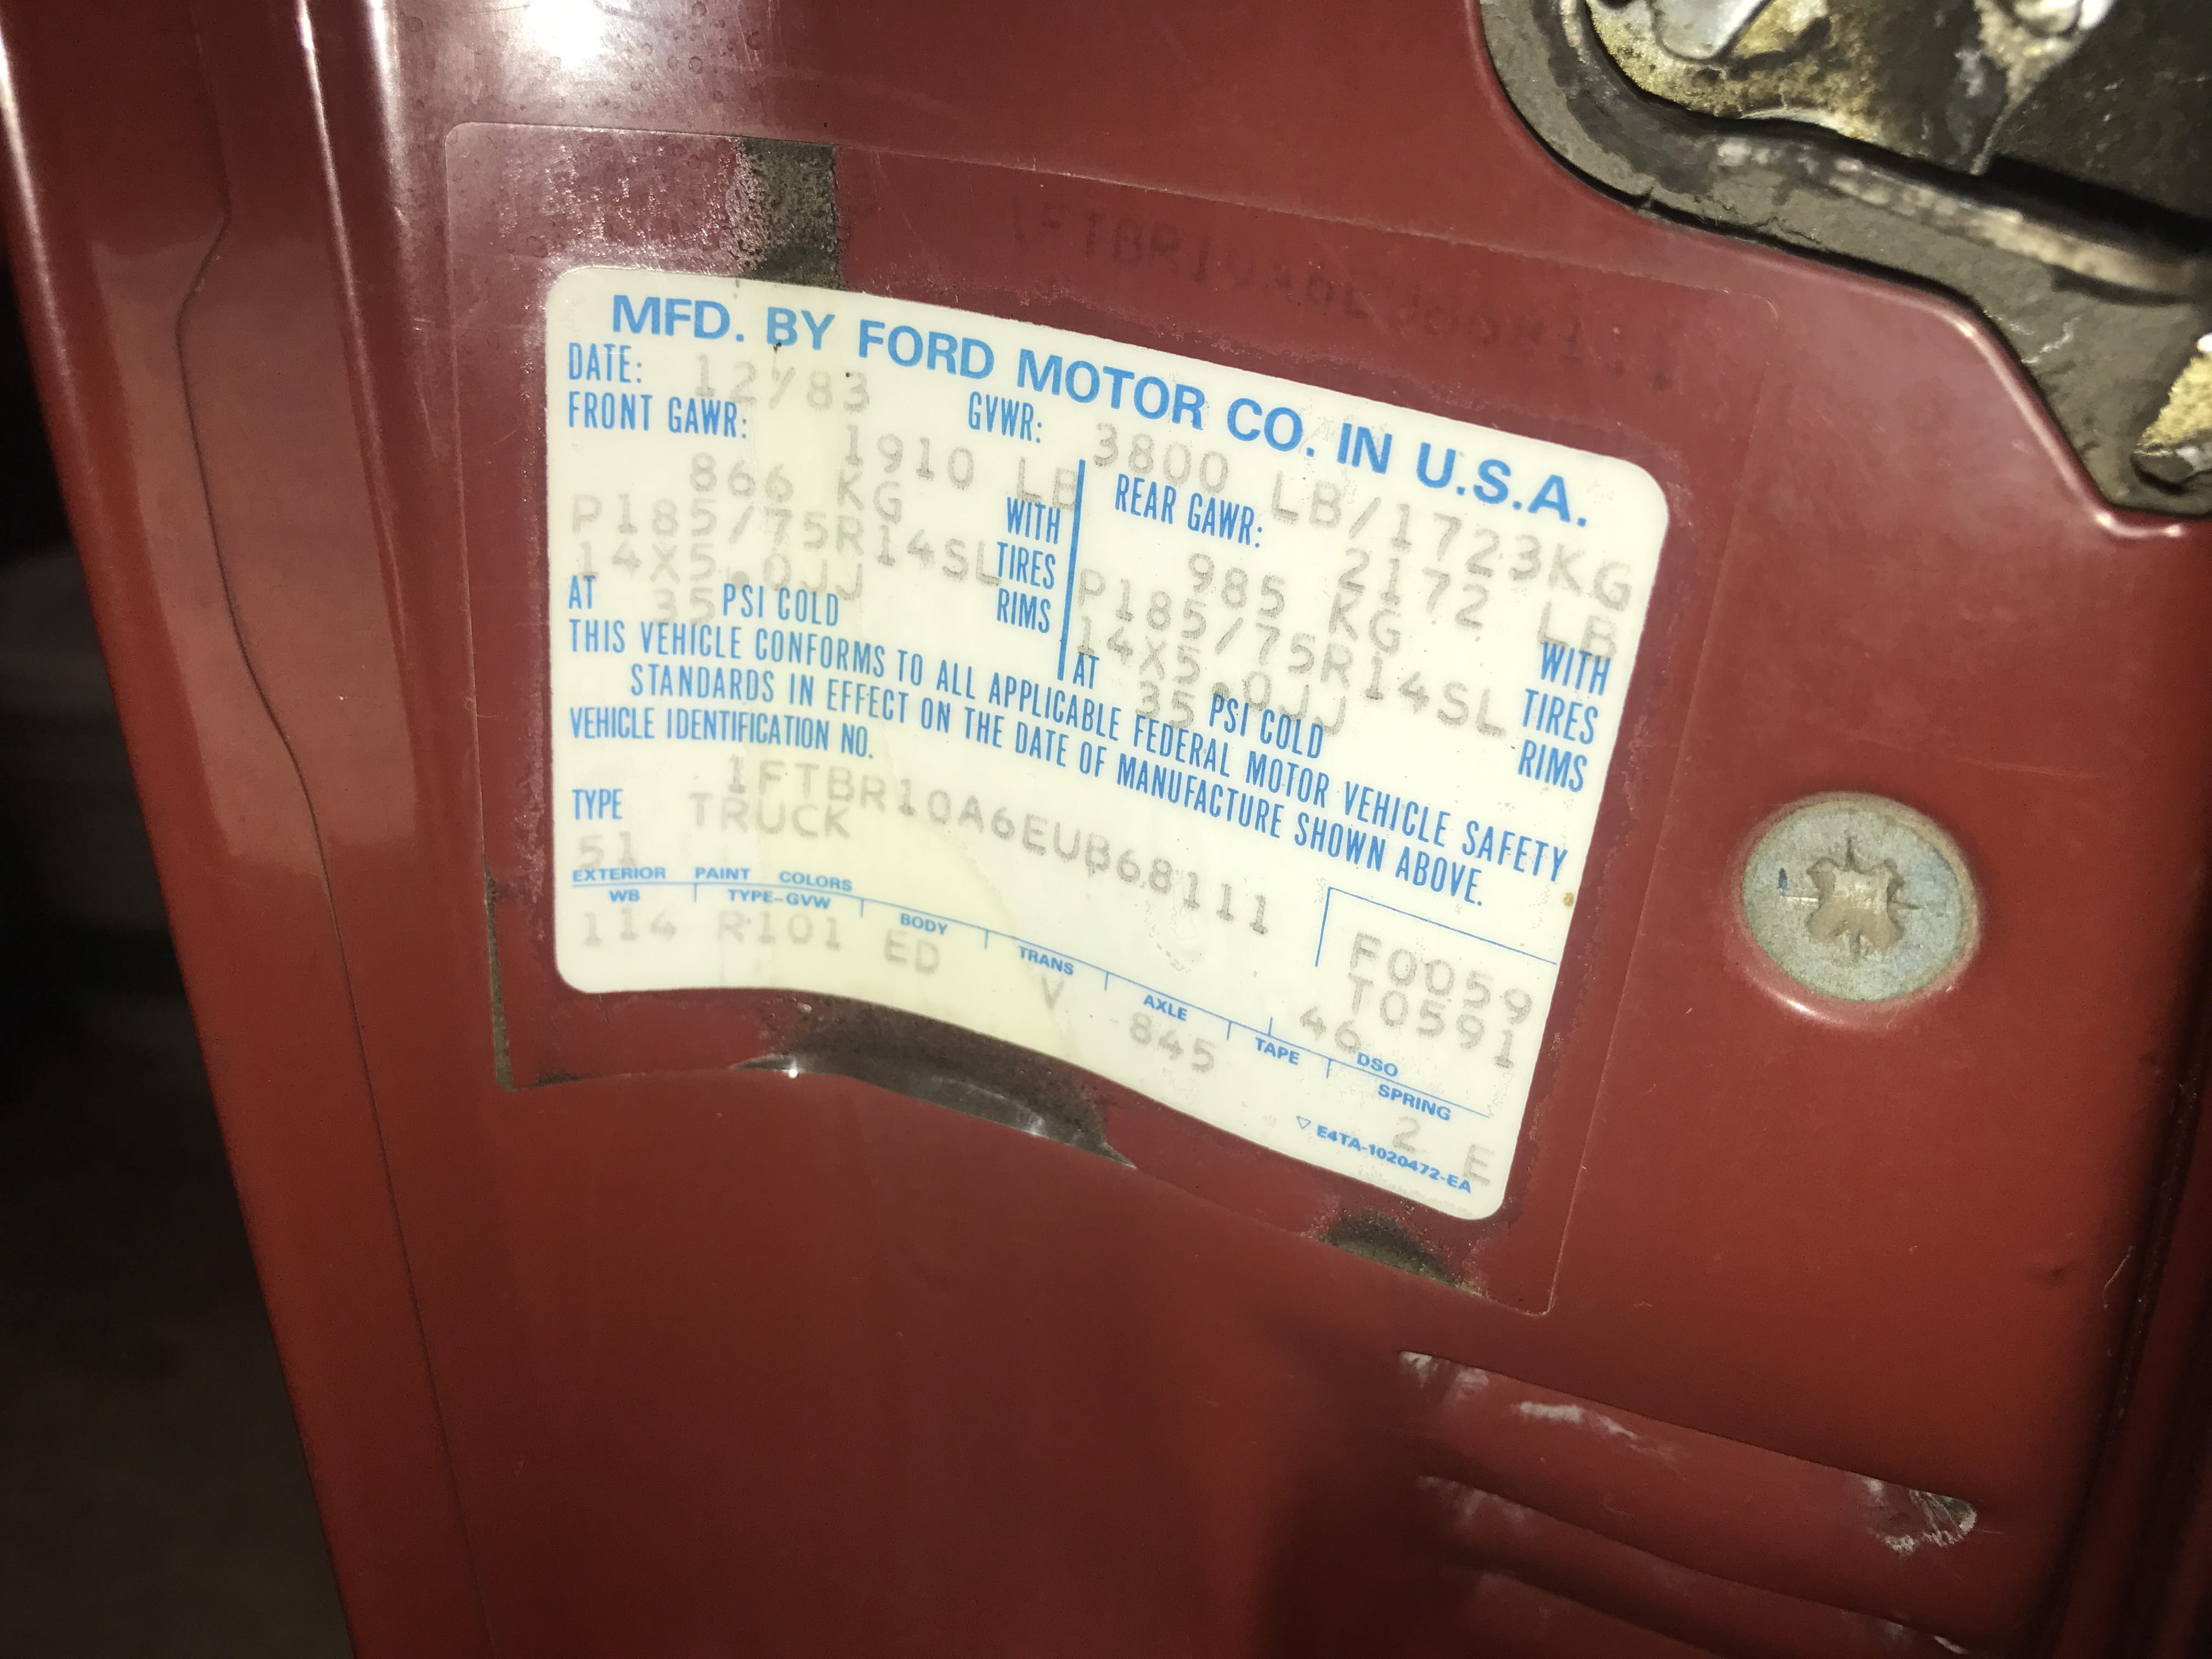 MFD. BY FORD MOTOR CO. IN U.S.A.
DATE: 12/83 GVWR: 3800 LB/1723KG
FRONT GAWR: 1910 LB
866 KG WITH
P185/75R14SL TIRES
14X5.0JJ RIMS
AT 35 PSI COLD
REAR GAWR: 2172 LB
985 KG WITH
P185/75R14SL TIRES
14X5.0JJ RIMS
AT 35 PSI COLD
THIS VEHICLE CONFORMS TO ALL APPLICABLE FEDERAL MOTOR VEHICLE SAFETY
STANDARDS IN EFFECT ON THE DATE OF MANUFACTURE SHOWN ABOVE.
VEHICLE IDENTIFICATION NO.
1FTBR10A6EUB68111
TYPE TRUCK
F0059
T0591
51 46
EXTERIOR PAINT COLORS DSO
WB TYPE-GVW BODY TRANS AXLE TAPE SPRING
114 R101 ED V 845 2 E
▽ E4TA-1020472-EA